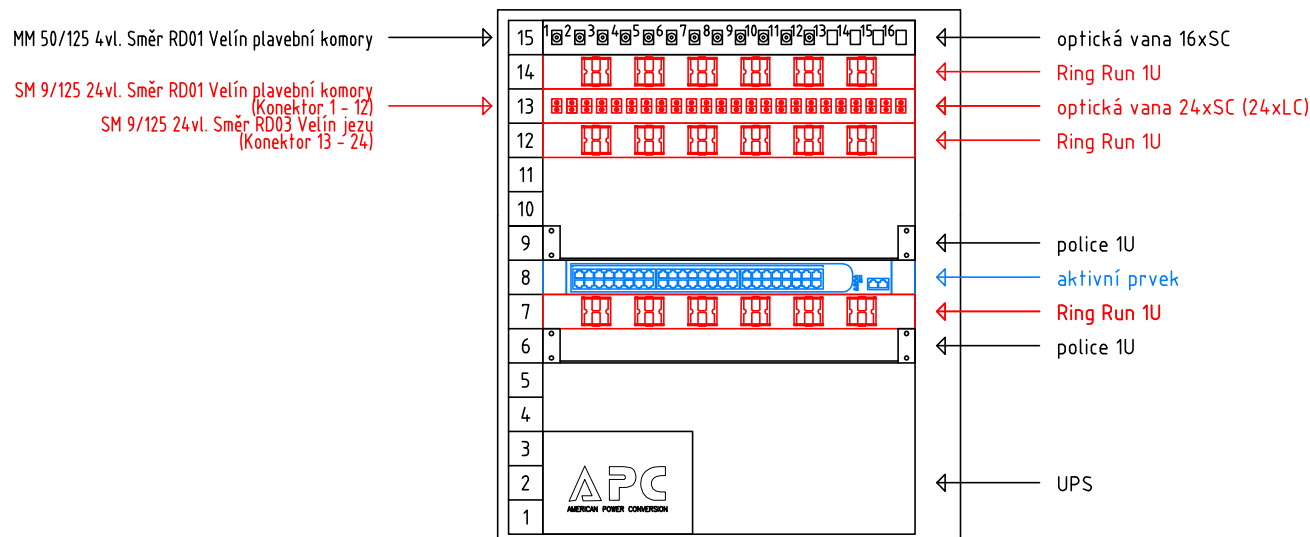 MM 50/125 4vl. Směr RD01 Velín plavební komory
15
1 2 3 4 5 6 7 8 9 10 11 12 13 14 15 16
optická vana 16xSC
14
Ring Run 1U
SM 9/125 24vl. Směr RD01 Velín plavební komory
(Konektor 1 - 12)
SM 9/125 24vl. Směr RD03 Velín jezu
(Konektor 13 - 24)
13
optická vana 24xSC (24xLC)
12
Ring Run 1U
11
10
9
police 1U
8
aktivní prvek
7
Ring Run 1U
6
police 1U
5
4
3
2
APC
AMERICAN POWER CONVERSION
UPS
1